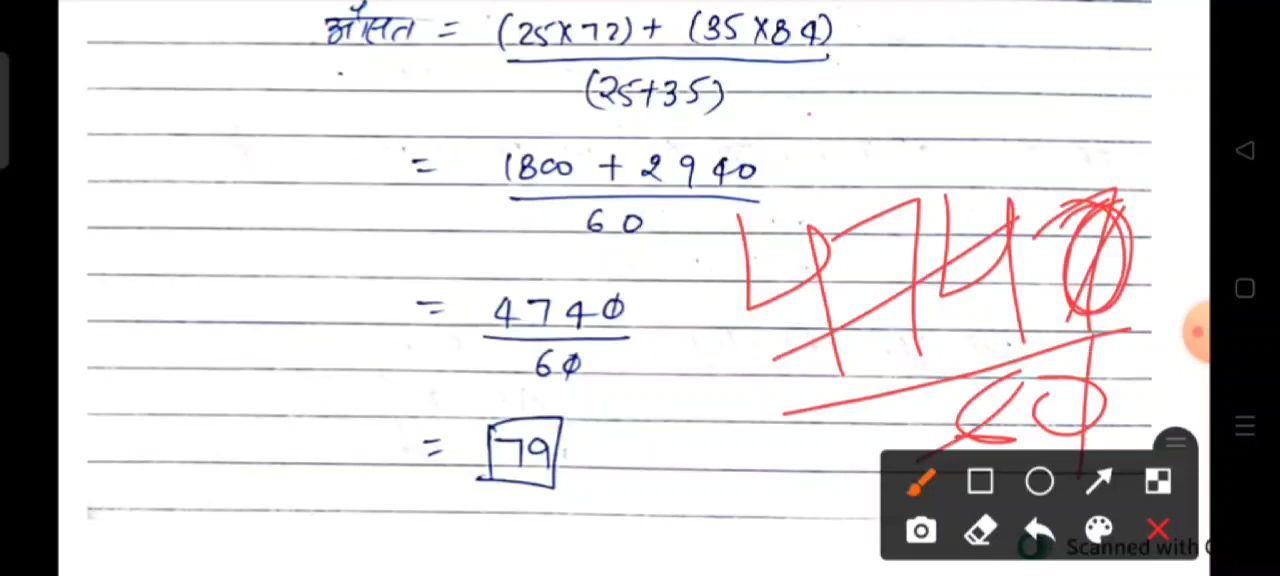 औसत = (25×72) + (35×84)
(25+35)
= 1800 + 2940
60
= 4740
60
= 79
4740
60
Scanned with C